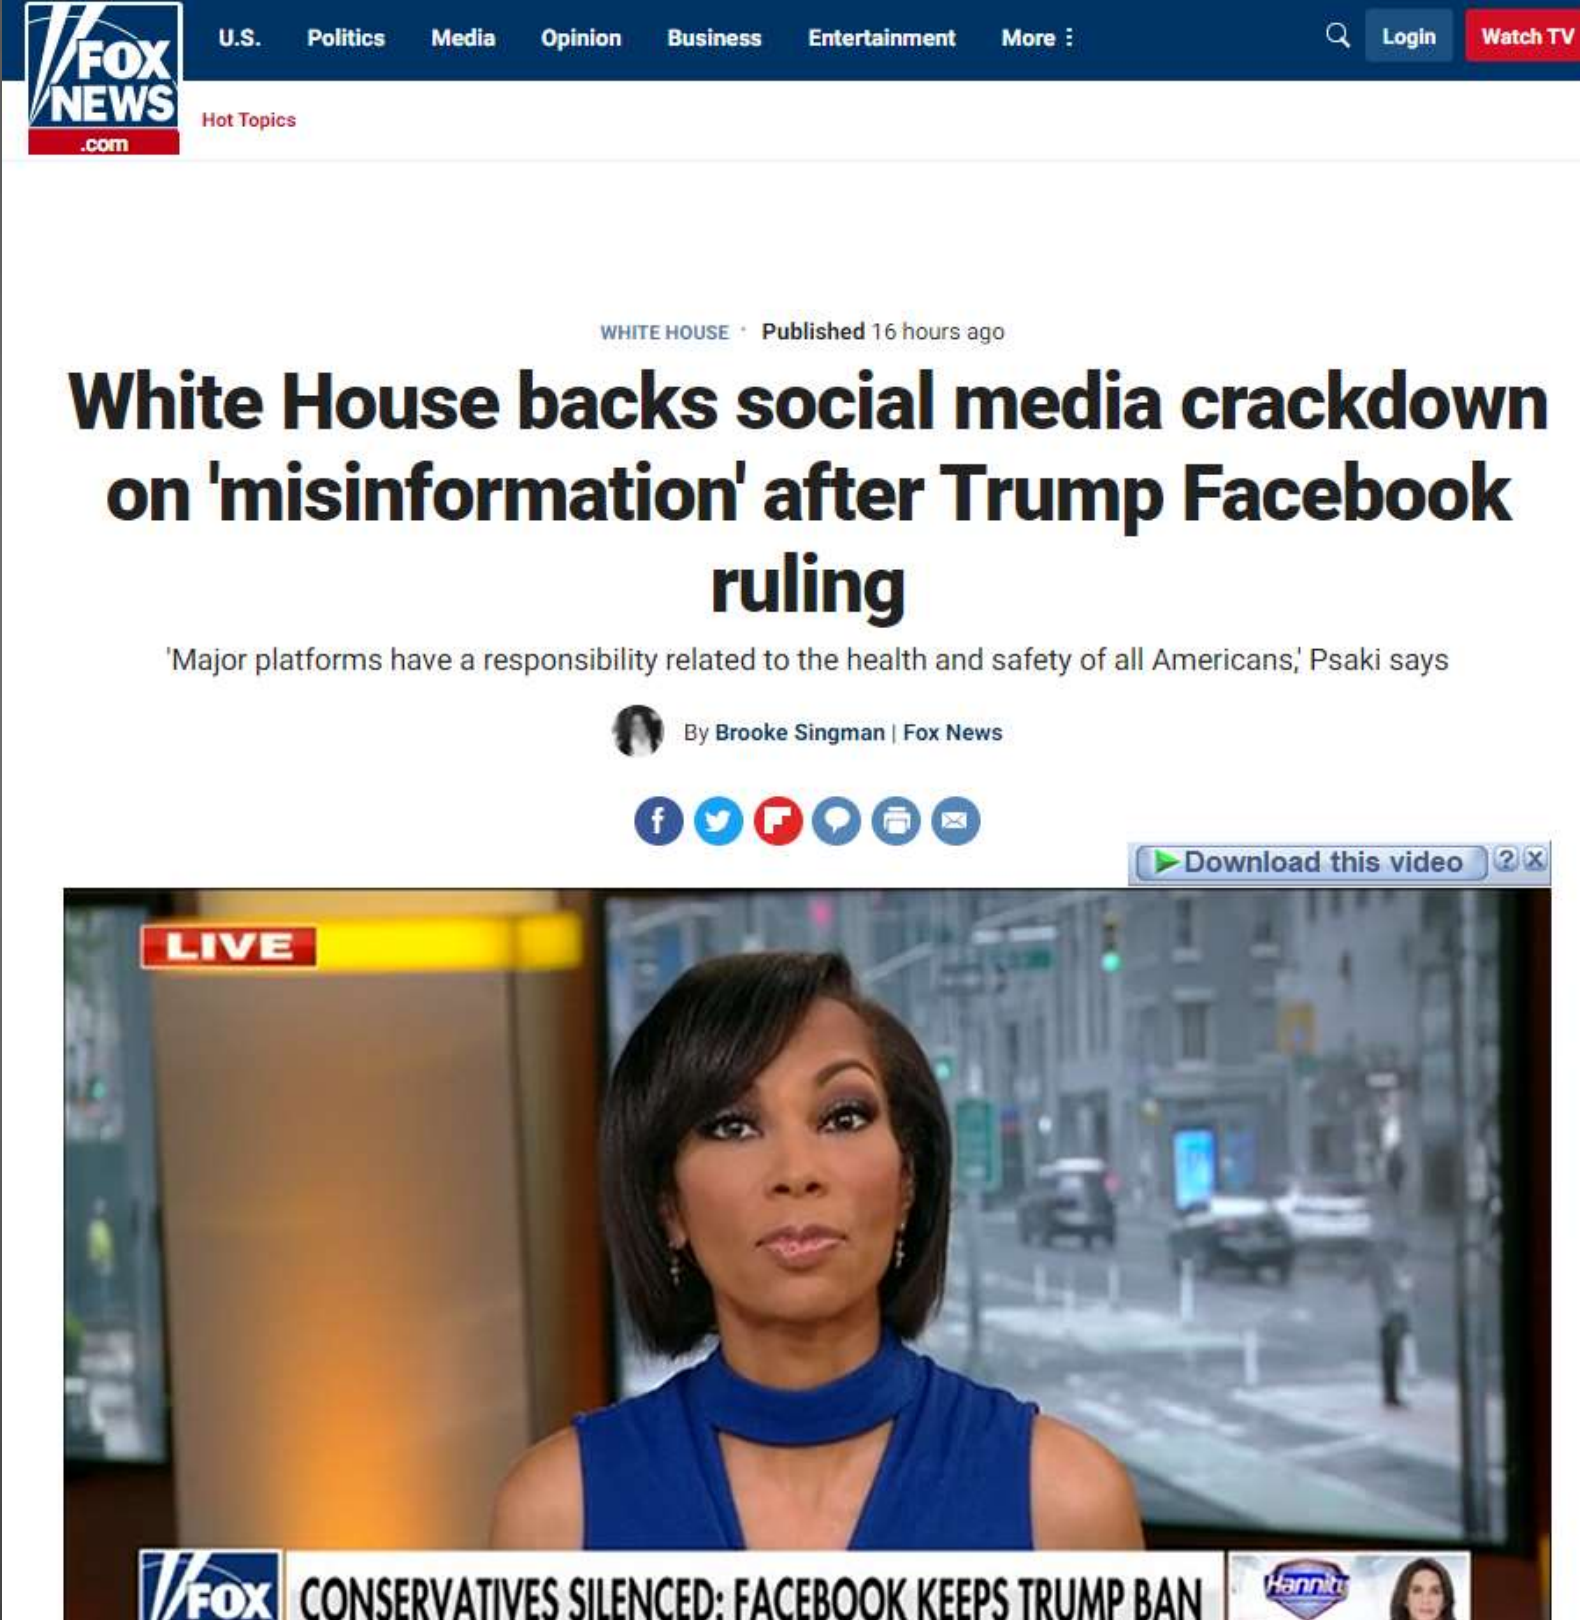 FOX
NEWS
.com
U.S. Politics Media Opinion Business Entertainment More Login Watch TV
Hot Topics
WHITE HOUSE · Published 16 hours ago
White House backs social media crackdown
on 'misinformation' after Trump Facebook
ruling
'Major platforms have a responsibility related to the health and safety of all Americans,' Psaki says
By Brooke Singman | Fox News
Download this video ? X
LIVE
FOX
CONSERVATIVES SILENCED: FACEBOOK KEEPS TRUMP BAN
Hannity